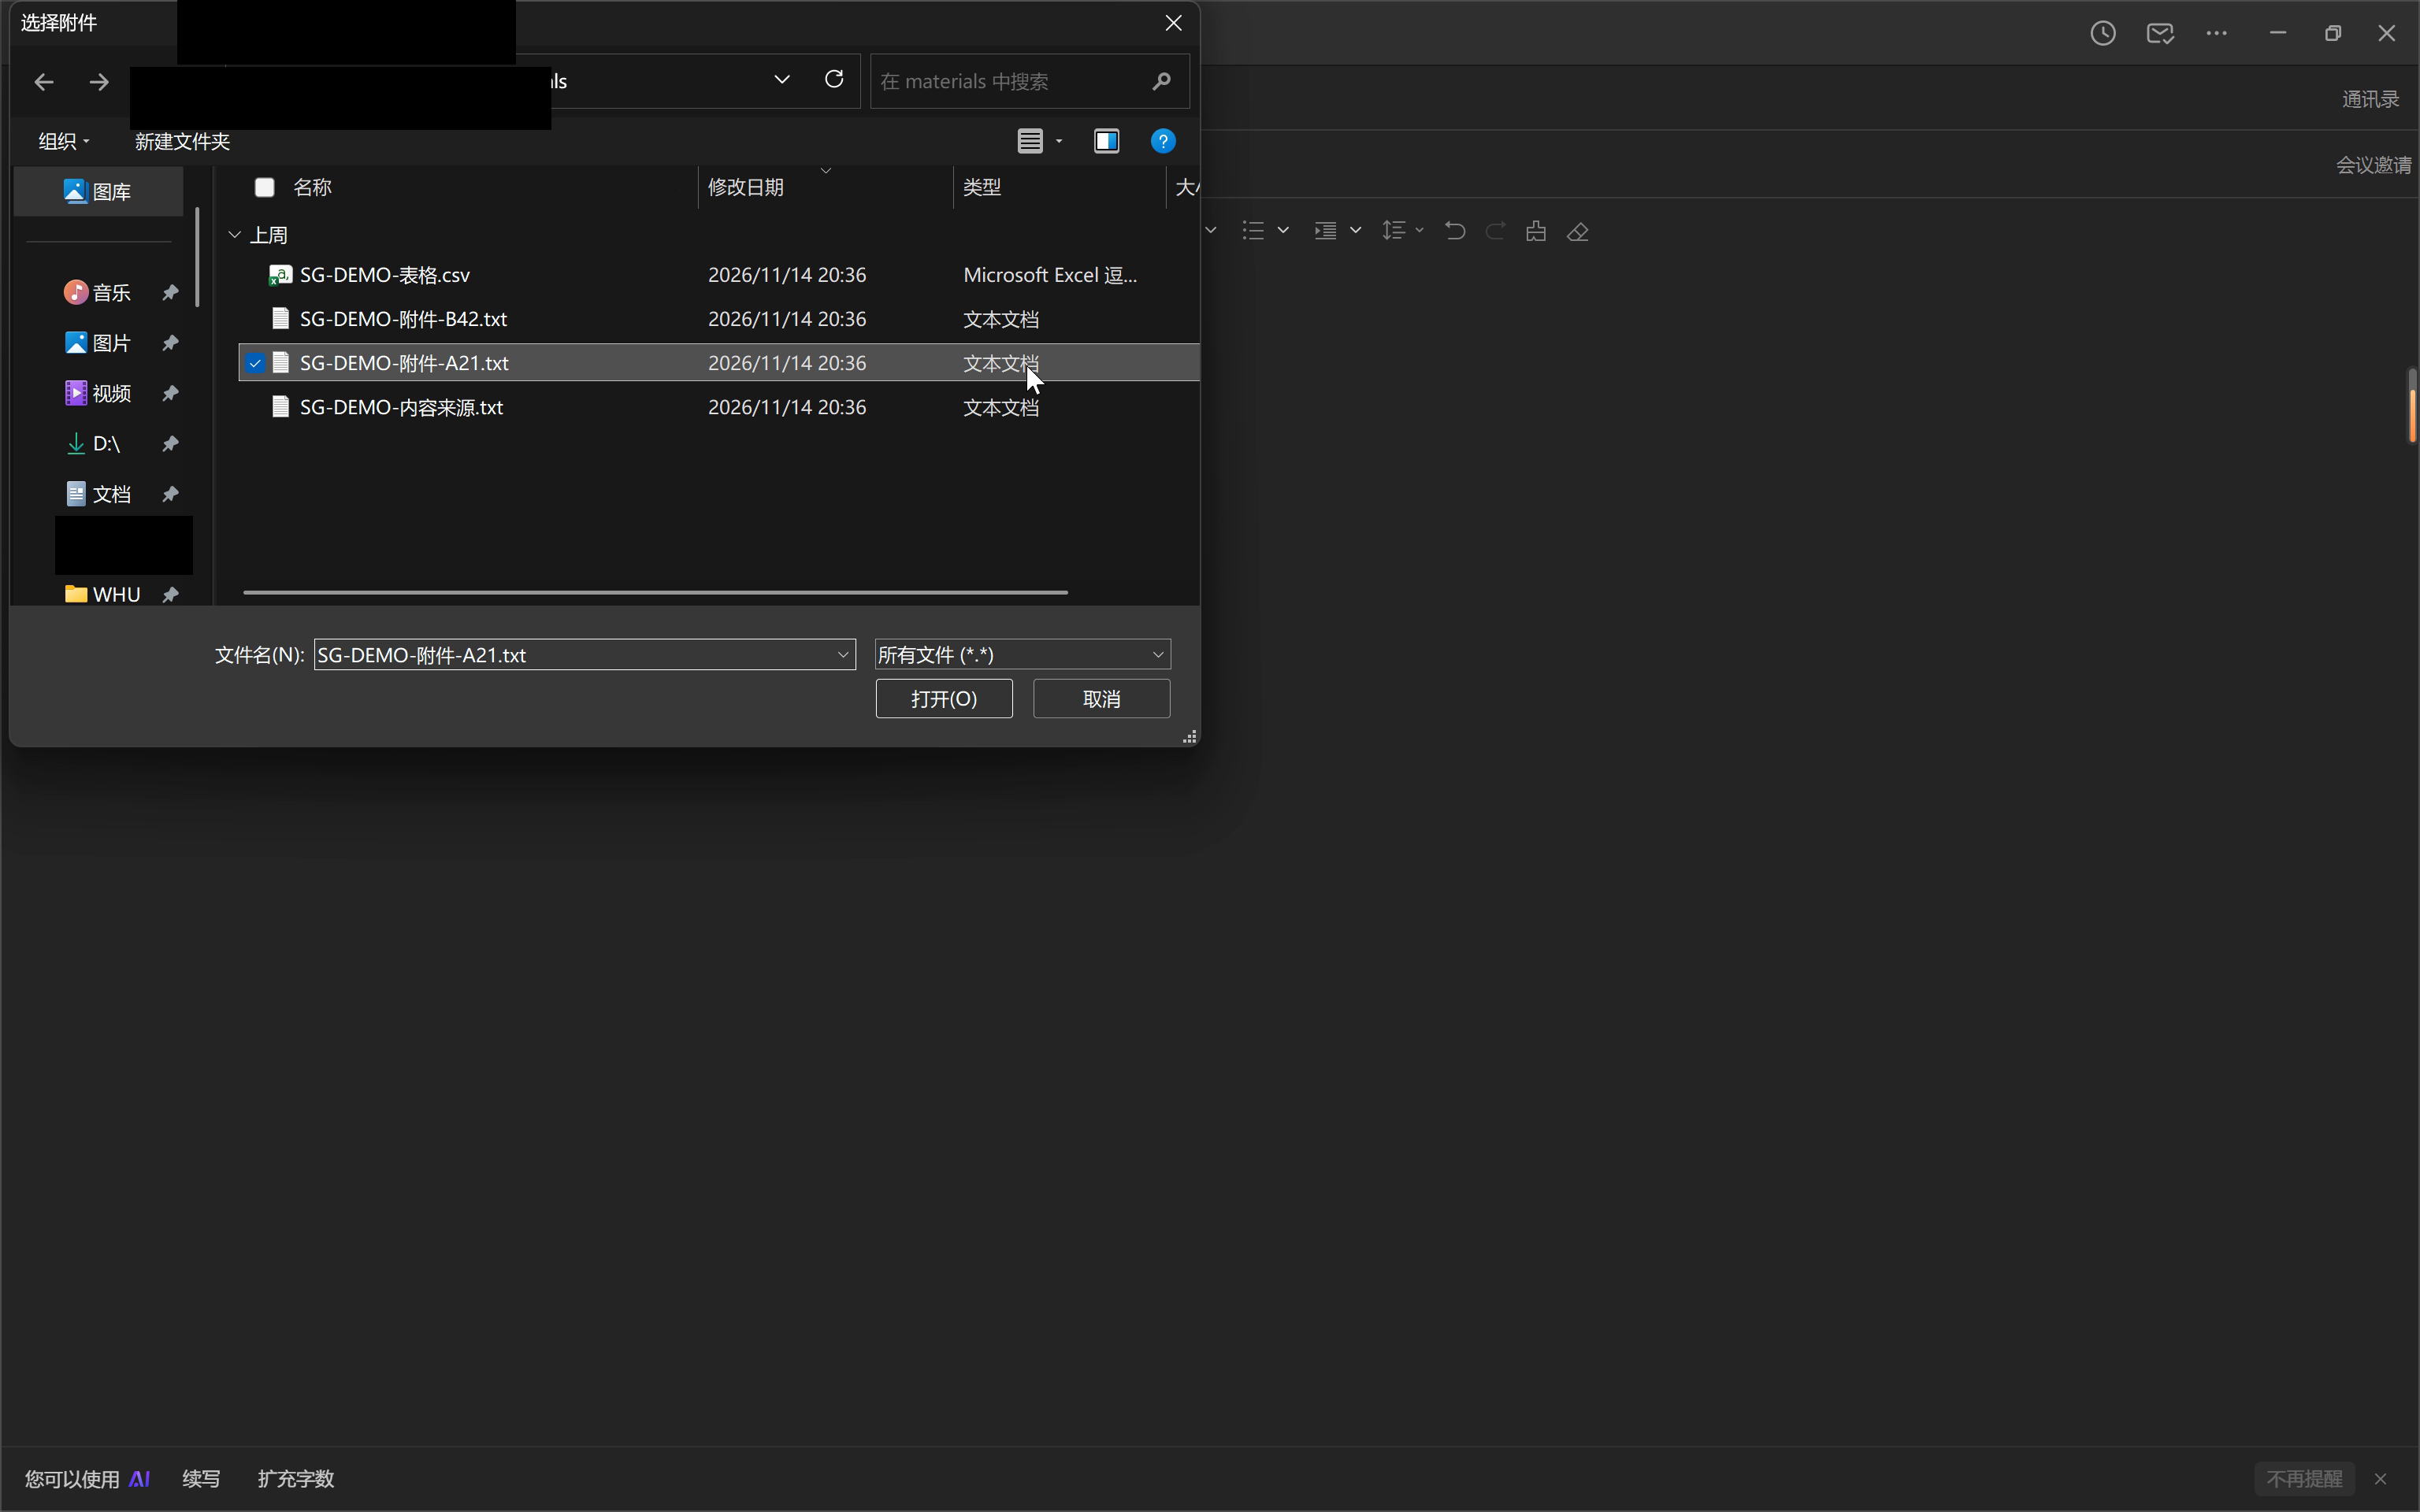 选择附件
ls
在 materials 中搜索
通讯录
组织
新建文件夹
会议邀请
图库
名称
修改日期
类型
上周
SG-DEMO-表格.csv
2026/11/14 20:36
Microsoft Excel 逗...
音乐
SG-DEMO-附件-B42.txt
2026/11/14 20:36
文本文档
图片
SG-DEMO-附件-A21.txt
2026/11/14 20:36
文本文档
视频
SG-DEMO-内容来源.txt
2026/11/14 20:36
文本文档
D:\
文档
WHU
文件名(N):
SG-DEMO-附件-A21.txt
所有文件 (*.*)
打开(O)
取消
您可以使用 AI
续写
扩充字数
不再提醒